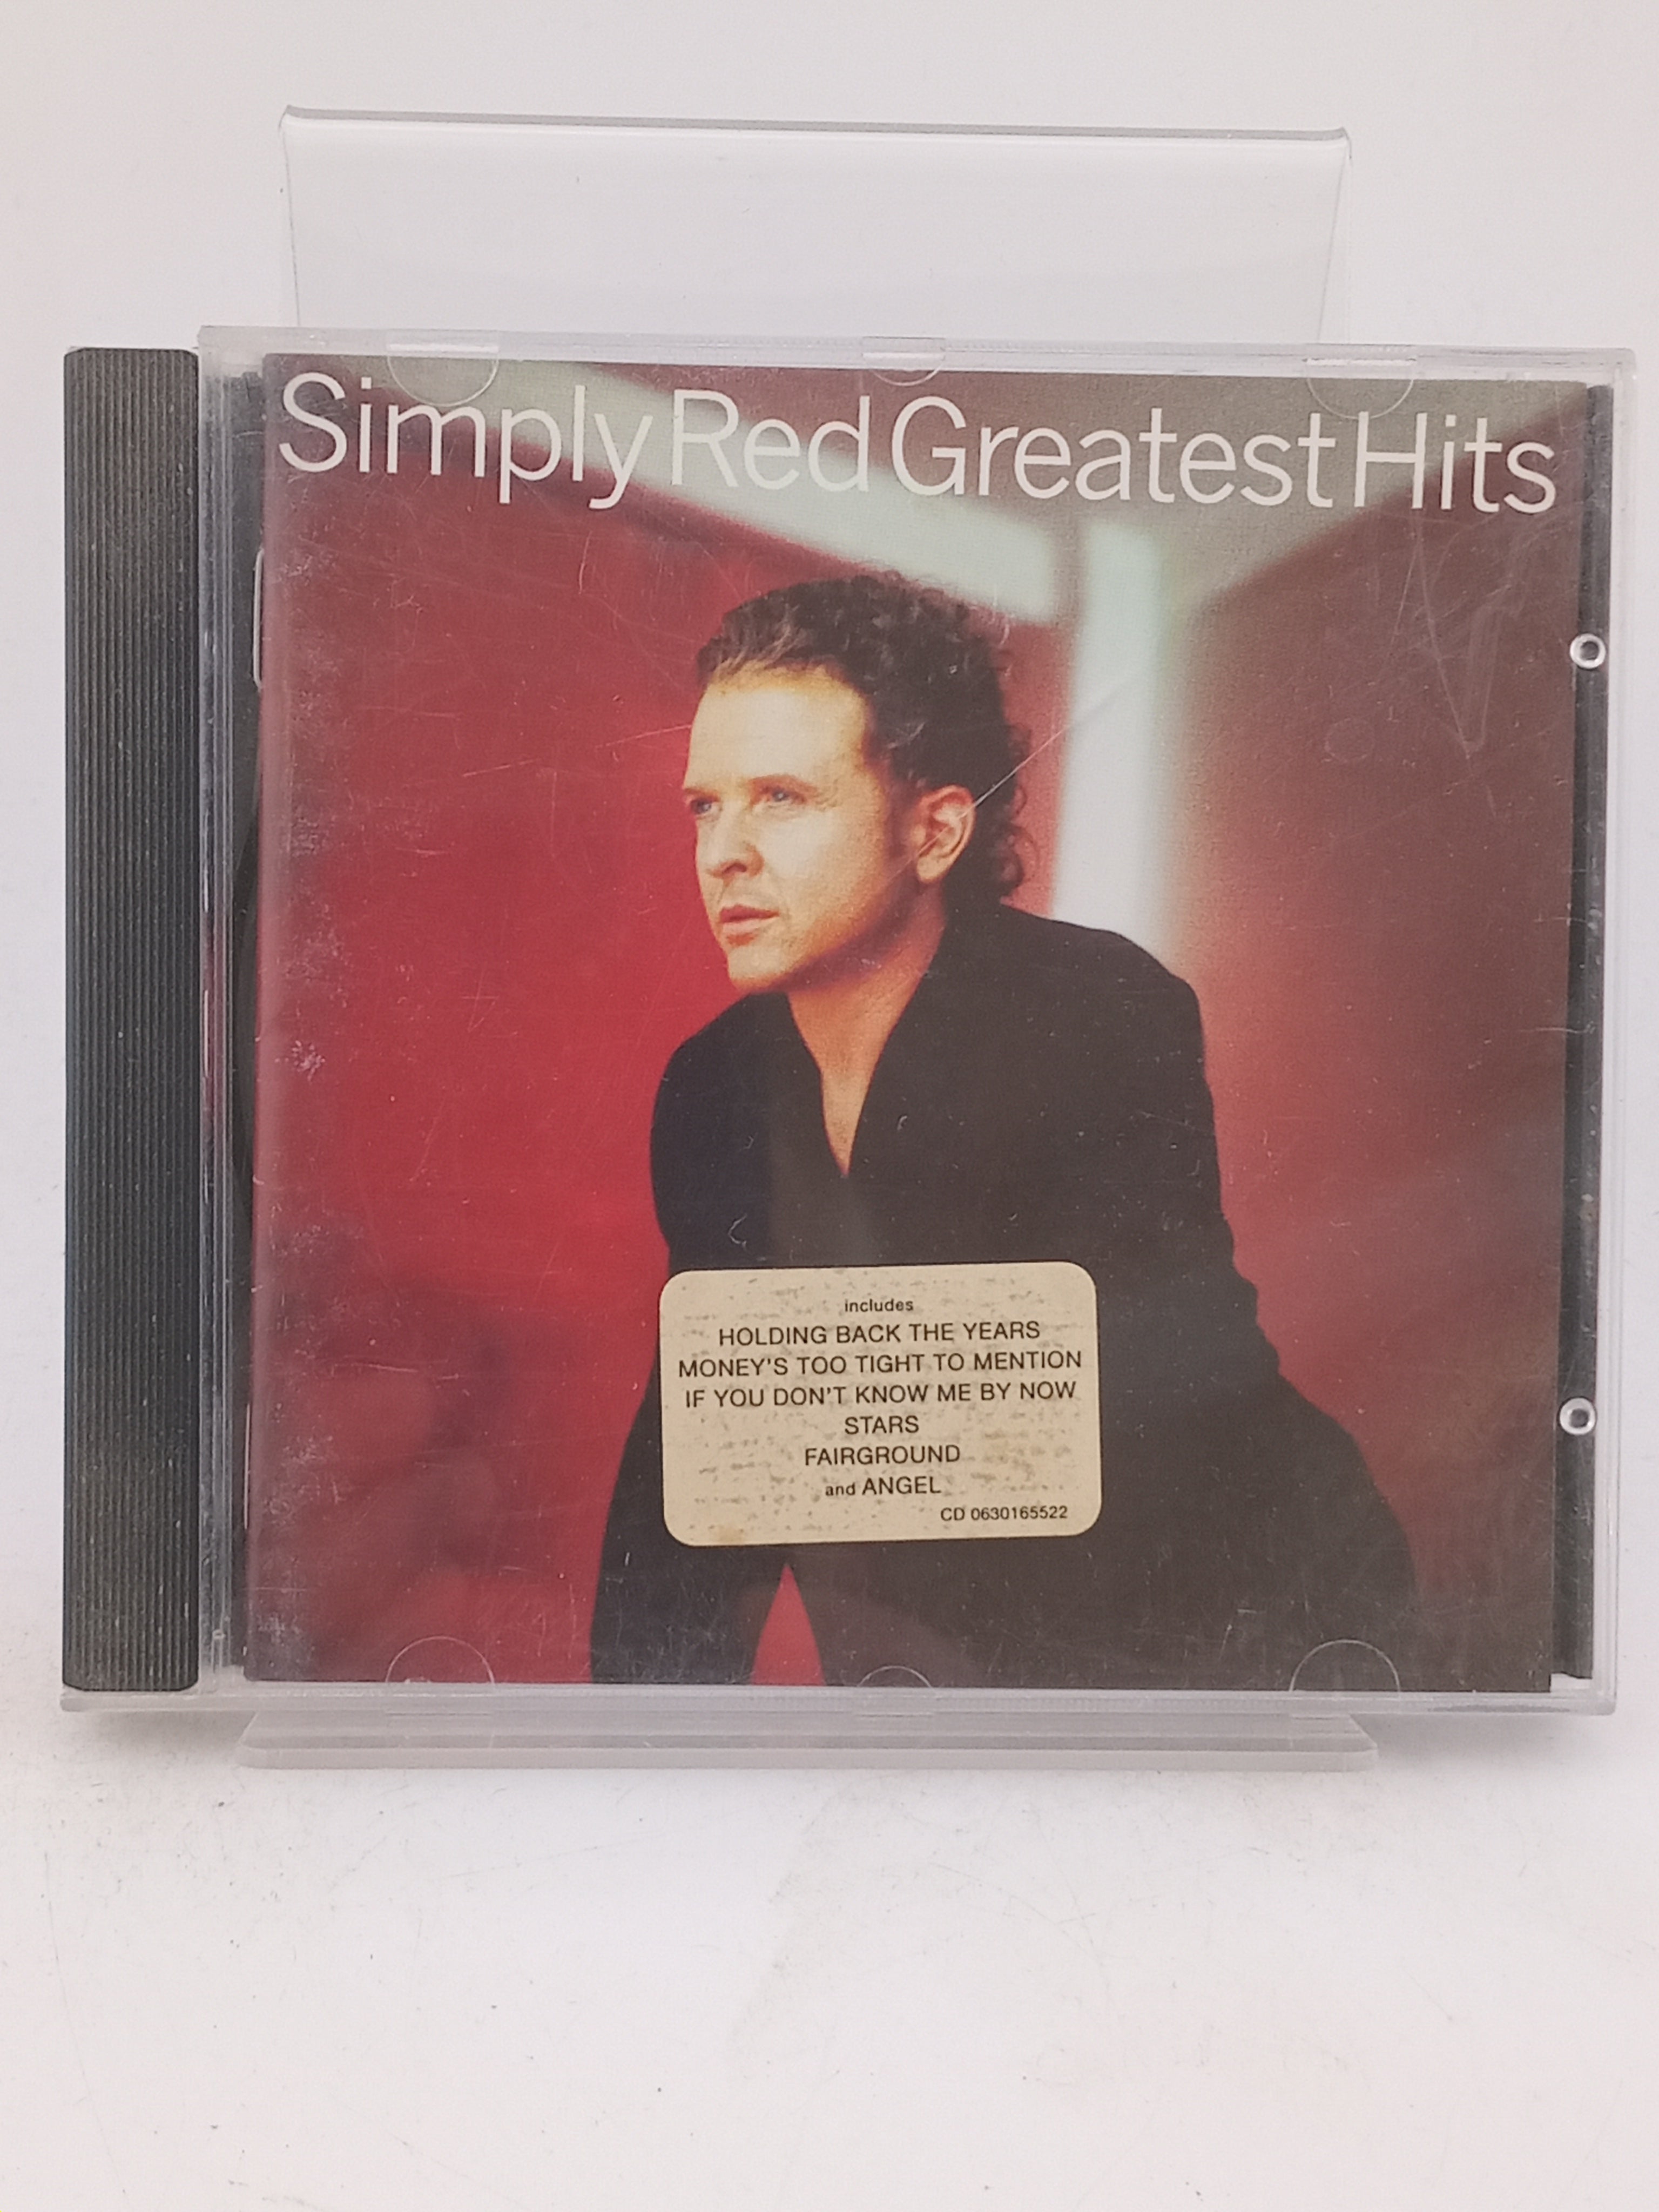 Simply Red Greatest Hits
includes
HOLDING BACK THE YEARS
MONEY'S TOO TIGHT TO MENTION
IF YOU DON'T KNOW ME BY NOW
STARS
FAIRGROUND
and ANGEL
CD 0630165522